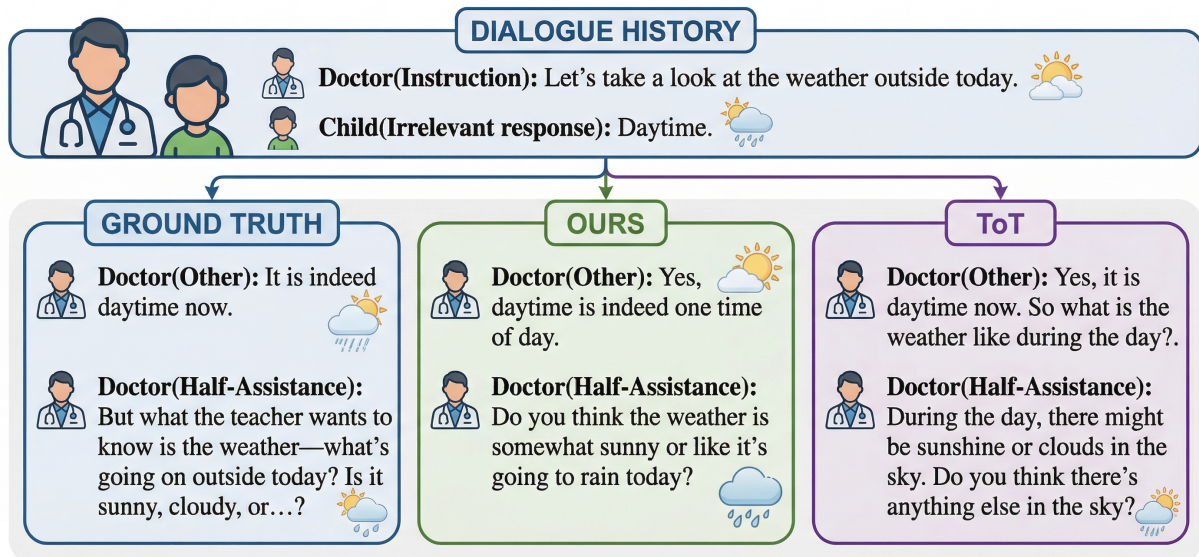 DIALOGUE HISTORY
Doctor(Instruction): Let's take a look at the weather outside today.
Child(Irrelevant response): Daytime.
GROUND TRUTH
Doctor(Other): It is indeed
daytime now.
Doctor(Half-Assistance):
But what the teacher wants to
know is the weather—what's
going on outside today? Is it
sunny, cloudy, or…?
OURS
Doctor(Other): Yes,
daytime is indeed one time
of day.
Doctor(Half-Assistance):
Do you think the weather is
somewhat sunny or like it's
going to rain today?
ToT
Doctor(Other): Yes, it is
daytime now. So what is the
weather like during the day?.
Doctor(Half-Assistance):
During the day, there might
be sunshine or clouds in the
sky. Do you think there's
anything else in the sky?